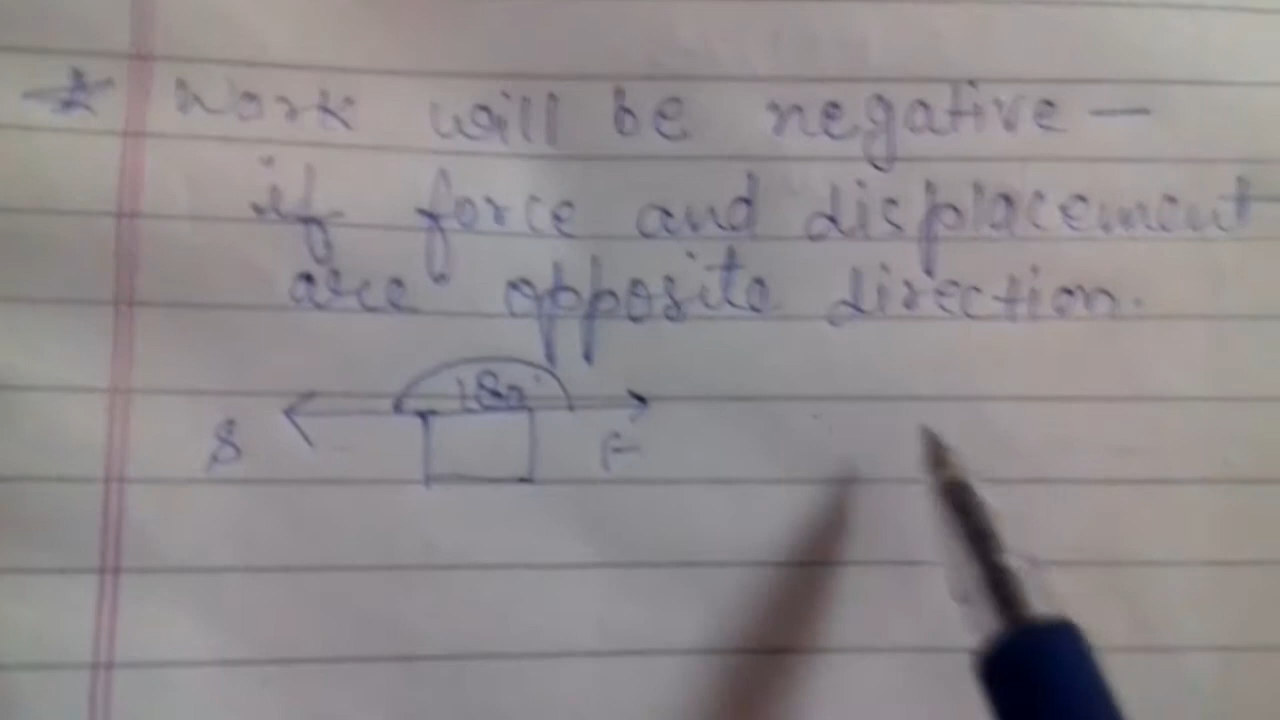 * Work will be negative —
if force and displacement
are opposite direction.
180°
S F